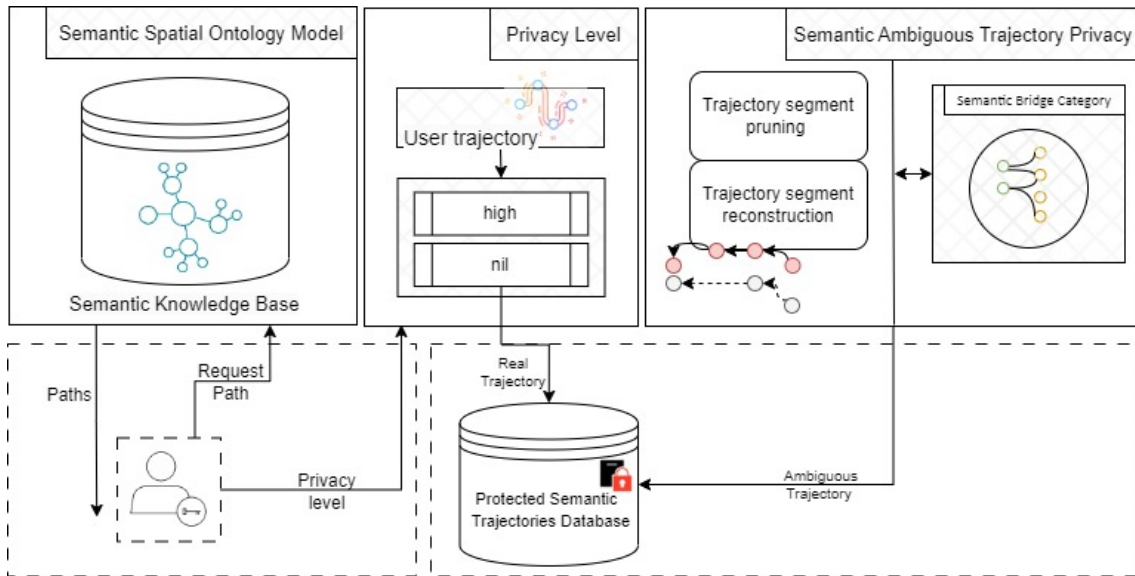 Semantic Spatial Ontology Model
Semantic Knowledge Base
Privacy Level
User trajectory
high
nil
Semantic Ambiguous Trajectory Privacy
Trajectory segment
pruning
Trajectory segment
reconstruction
Semantic Bridge Category
Paths
Request
Path
Privacy
level
Real
Trajectory
Protected Semantic
Trajectories Database
Ambiguous
Trajectory